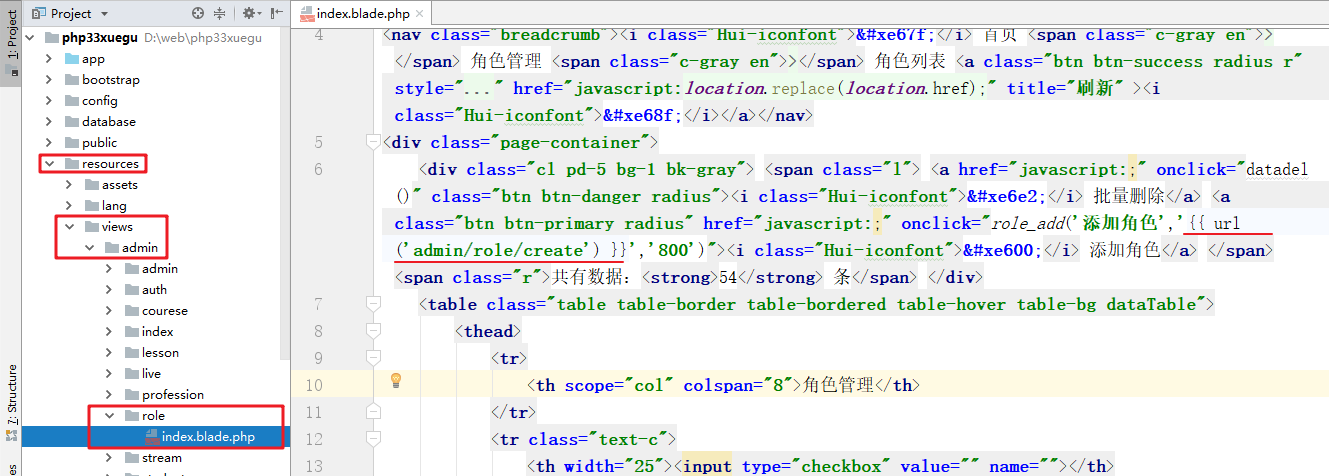 Project
index.blade.php
1: Project
7: Structure
php33xuegu D:\web\php33xuegu
app
bootstrap
config
database
public
resources
assets
lang
views
admin
admin
auth
courese
index
lesson
live
profession
role
index.blade.php
stream
4 <nav class="breadcrumb"><i class="Hui-iconfont">&#xe67f;</i> 首页 <span class="c-gray en">>
</span> 角色管理 <span class="c-gray en">></span> 角色列表 <a class="btn btn-success radius r"
style="..." href="javascript:location.replace(location.href);" title="刷新" ><i
class="Hui-iconfont">&#xe68f;</i></a></nav>
5 <div class="page-container">
6 <div class="cl pd-5 bg-1 bk-gray"> <span class="l"> <a href="javascript:;" onclick="datadel
()" class="btn btn-danger radius"><i class="Hui-iconfont">&#xe6e2;</i> 批量删除</a> <a
class="btn btn-primary radius" href="javascript:;" onclick="role_add('添加角色','{{ url
('admin/role/create') }}','800')"><i class="Hui-iconfont">&#xe600;</i> 添加角色</a> </span>
<span class="r">共有数据：<strong>54</strong> 条</span> </div>
7 <table class="table table-border table-bordered table-hover table-bg dataTable">
8 <thead>
9 <tr>
10 <th scope="col" colspan="8">角色管理</th>
11 </tr>
12 <tr class="text-c">
13 <th width="25"><input type="checkbox" value="" name=""></th>